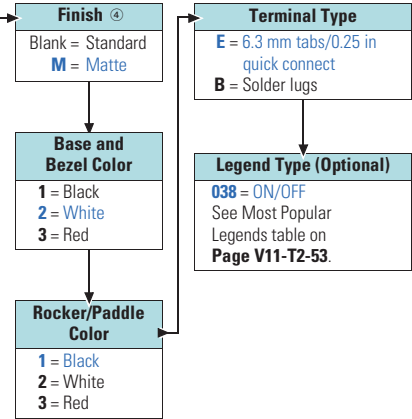 Finish ④
Blank = Standard
M = Matte
Base and
Bezel Color
1 = Black
2 = White
3 = Red
Rocker/Paddle
Color
1 = Black
2 = White
3 = Red
Terminal Type
E = 6.3 mm tabs/0.25 in
quick connect
B = Solder lugs
Legend Type (Optional)
038 = ON/OFF
See Most Popular
Legends table on
Page V11-T2-53.